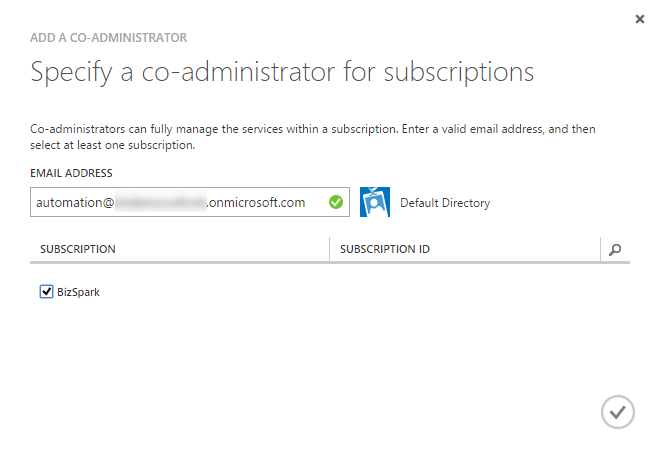 ADD A CO-ADMINISTRATOR
Specify a co-administrator for subscriptions
Co-administrators can fully manage the services within a subscription. Enter a valid email address, and then
select at least one subscription.
EMAIL ADDRESS
automation@ .onmicrosoft.com
Default Directory
SUBSCRIPTION SUBSCRIPTION ID
BizSpark